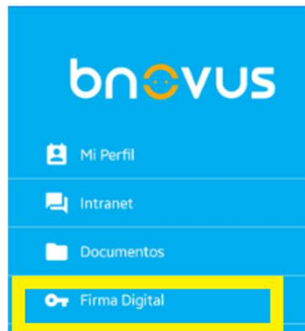 bnovus
Mi Perfil
Intranet
Documentos
Firma Digital